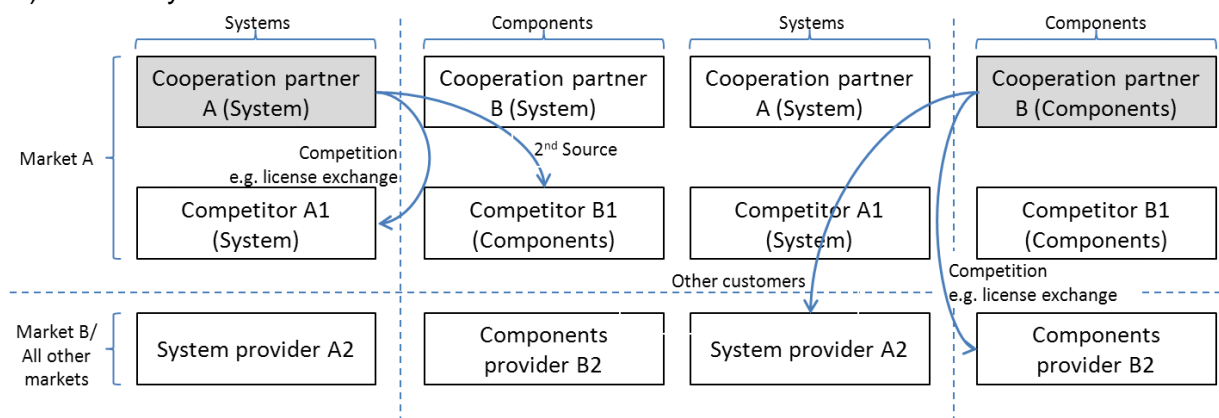 Systems
Components
Systems
Components
Cooperation partner
A (System)
Cooperation partner
B (System)
Cooperation partner
A (System)
Cooperation partner
B (Components)
Market A
Competition
e.g. license exchange
2nd Source
Competitor A1
(System)
Competitor B1
(Components)
Competitor A1
(System)
Competitor B1
(Components)
Other customers
Competition
e.g. license exchange
Market B/
All other
markets
System provider A2
Components
provider B2
System provider A2
Components
provider B2